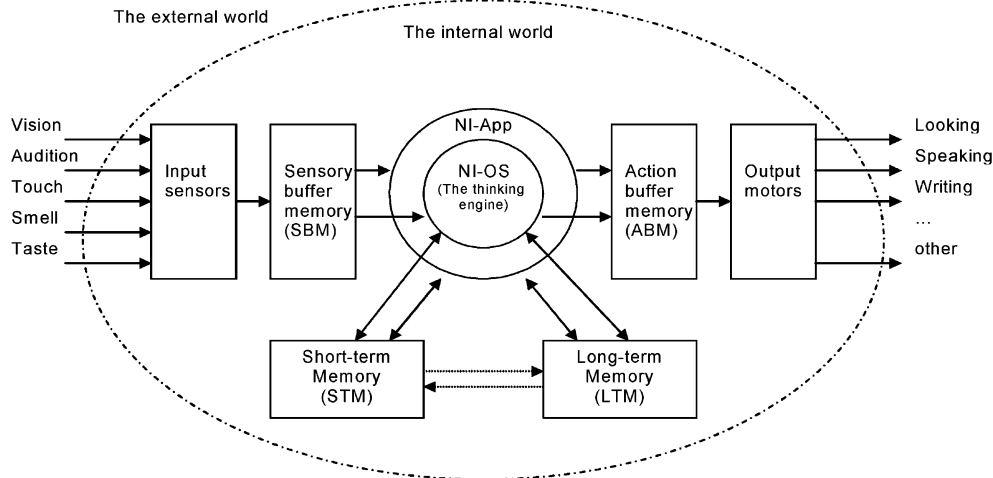 The external world
The internal world
Vision
Audition
Touch
Smell
Taste
Input
sensors
Sensory
buffer
memory
(SBM)
NI-App
NI-OS
(The thinking
engine)
Action
buffer
memory
(ABM)
Output
motors
Looking
Speaking
Writing
...
other
Short-term
Memory
(STM)
Long-term
Memory
(LTM)